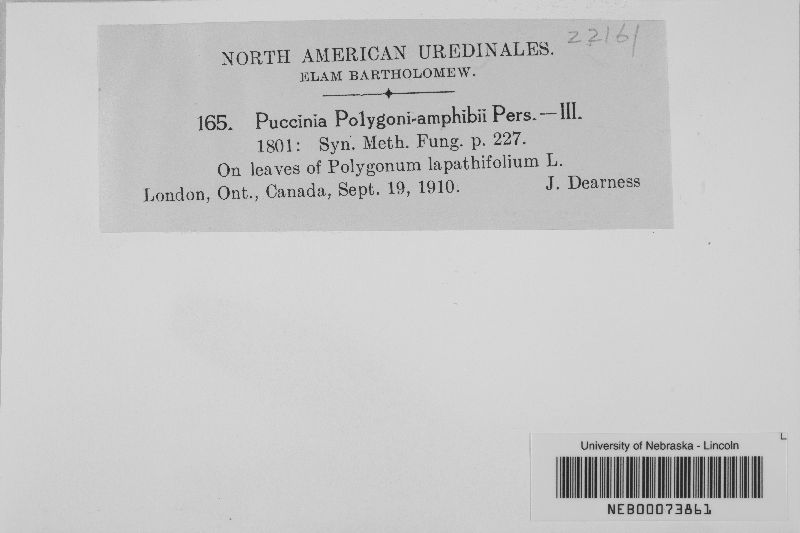 22161
NORTH AMERICAN UREDINALES.
ELAM BARTHOLOMEW.
165. Puccinia Polygoni-amphibii Pers.—III.
1801: Syn. Meth. Fung. p. 227.
On leaves of Polygonum lapathifolium L.
London, Ont., Canada, Sept. 19, 1910. J. Dearness
University of Nebraska - Lincoln
NEB00073861